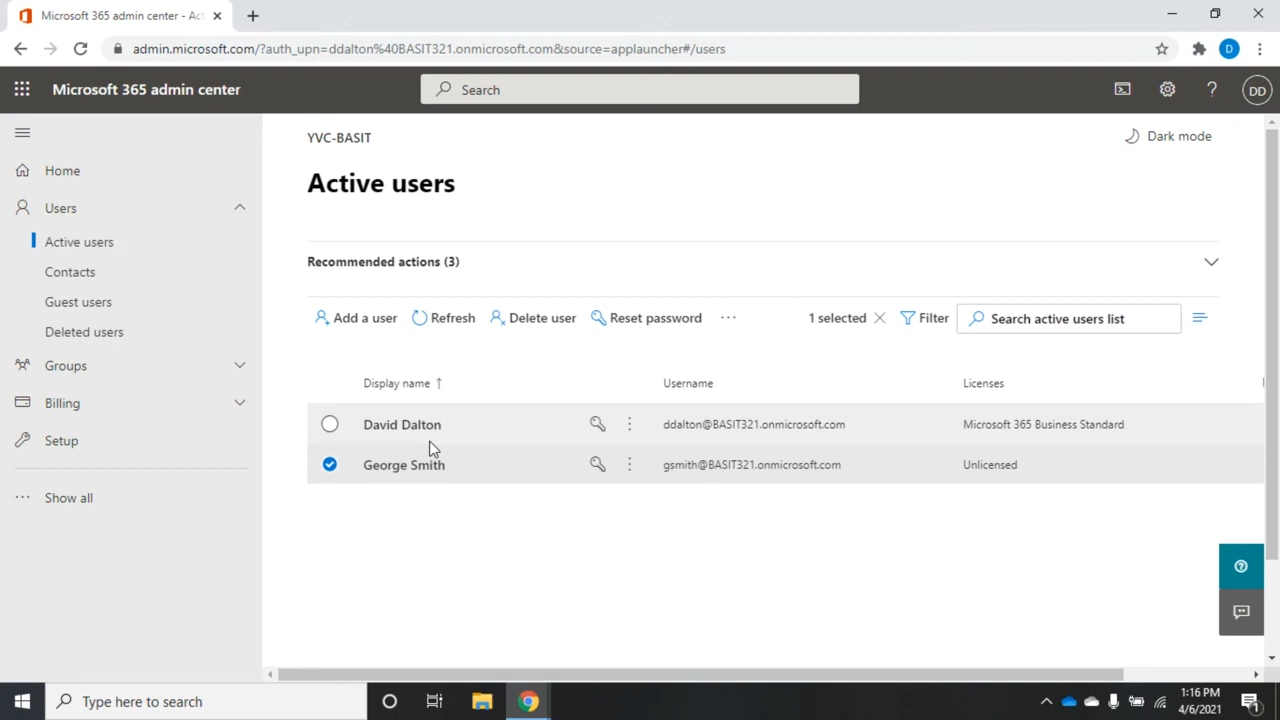 Microsoft 365 admin center - Act
admin.microsoft.com/?auth_upn=ddalton%40BASIT321.onmicrosoft.com&source=applauncher#/users
D
Microsoft 365 admin center
Search
DD
YVC-BASIT
Dark mode
Home
Active users
Users
Active users
Recommended actions (3)
Contacts
Guest users
Add a user
Refresh
Delete user
Reset password
1 selected
Filter
Search active users list
Deleted users
Groups
Display name ↑
Username
Licenses
Billing
David Dalton
ddalton@BASIT321.onmicrosoft.com
Microsoft 365 Business Standard
Setup
George Smith
gsmith@BASIT321.onmicrosoft.com
Unlicensed
Show all
Type here to search
1:16 PM
4/6/2021
1